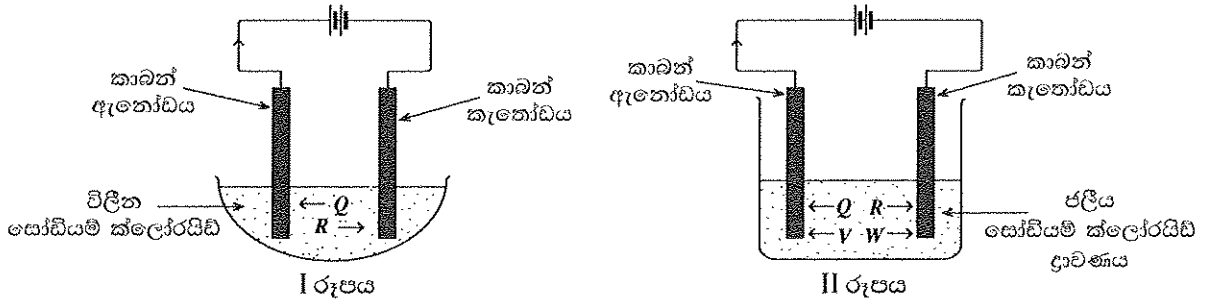 කාබන්
ඇනෝඩය
කාබන්
කැතෝඩය
විලීන
සෝඩියම් ක්ලෝරයිඩ්
Q
R
I රූපය
කාබන්
ඇනෝඩය
කාබන්
කැතෝඩය
Q R
V W
ජලීය
සෝඩියම් ක්ලෝරයිඩ්
ද්‍රාවණය
II රූපය